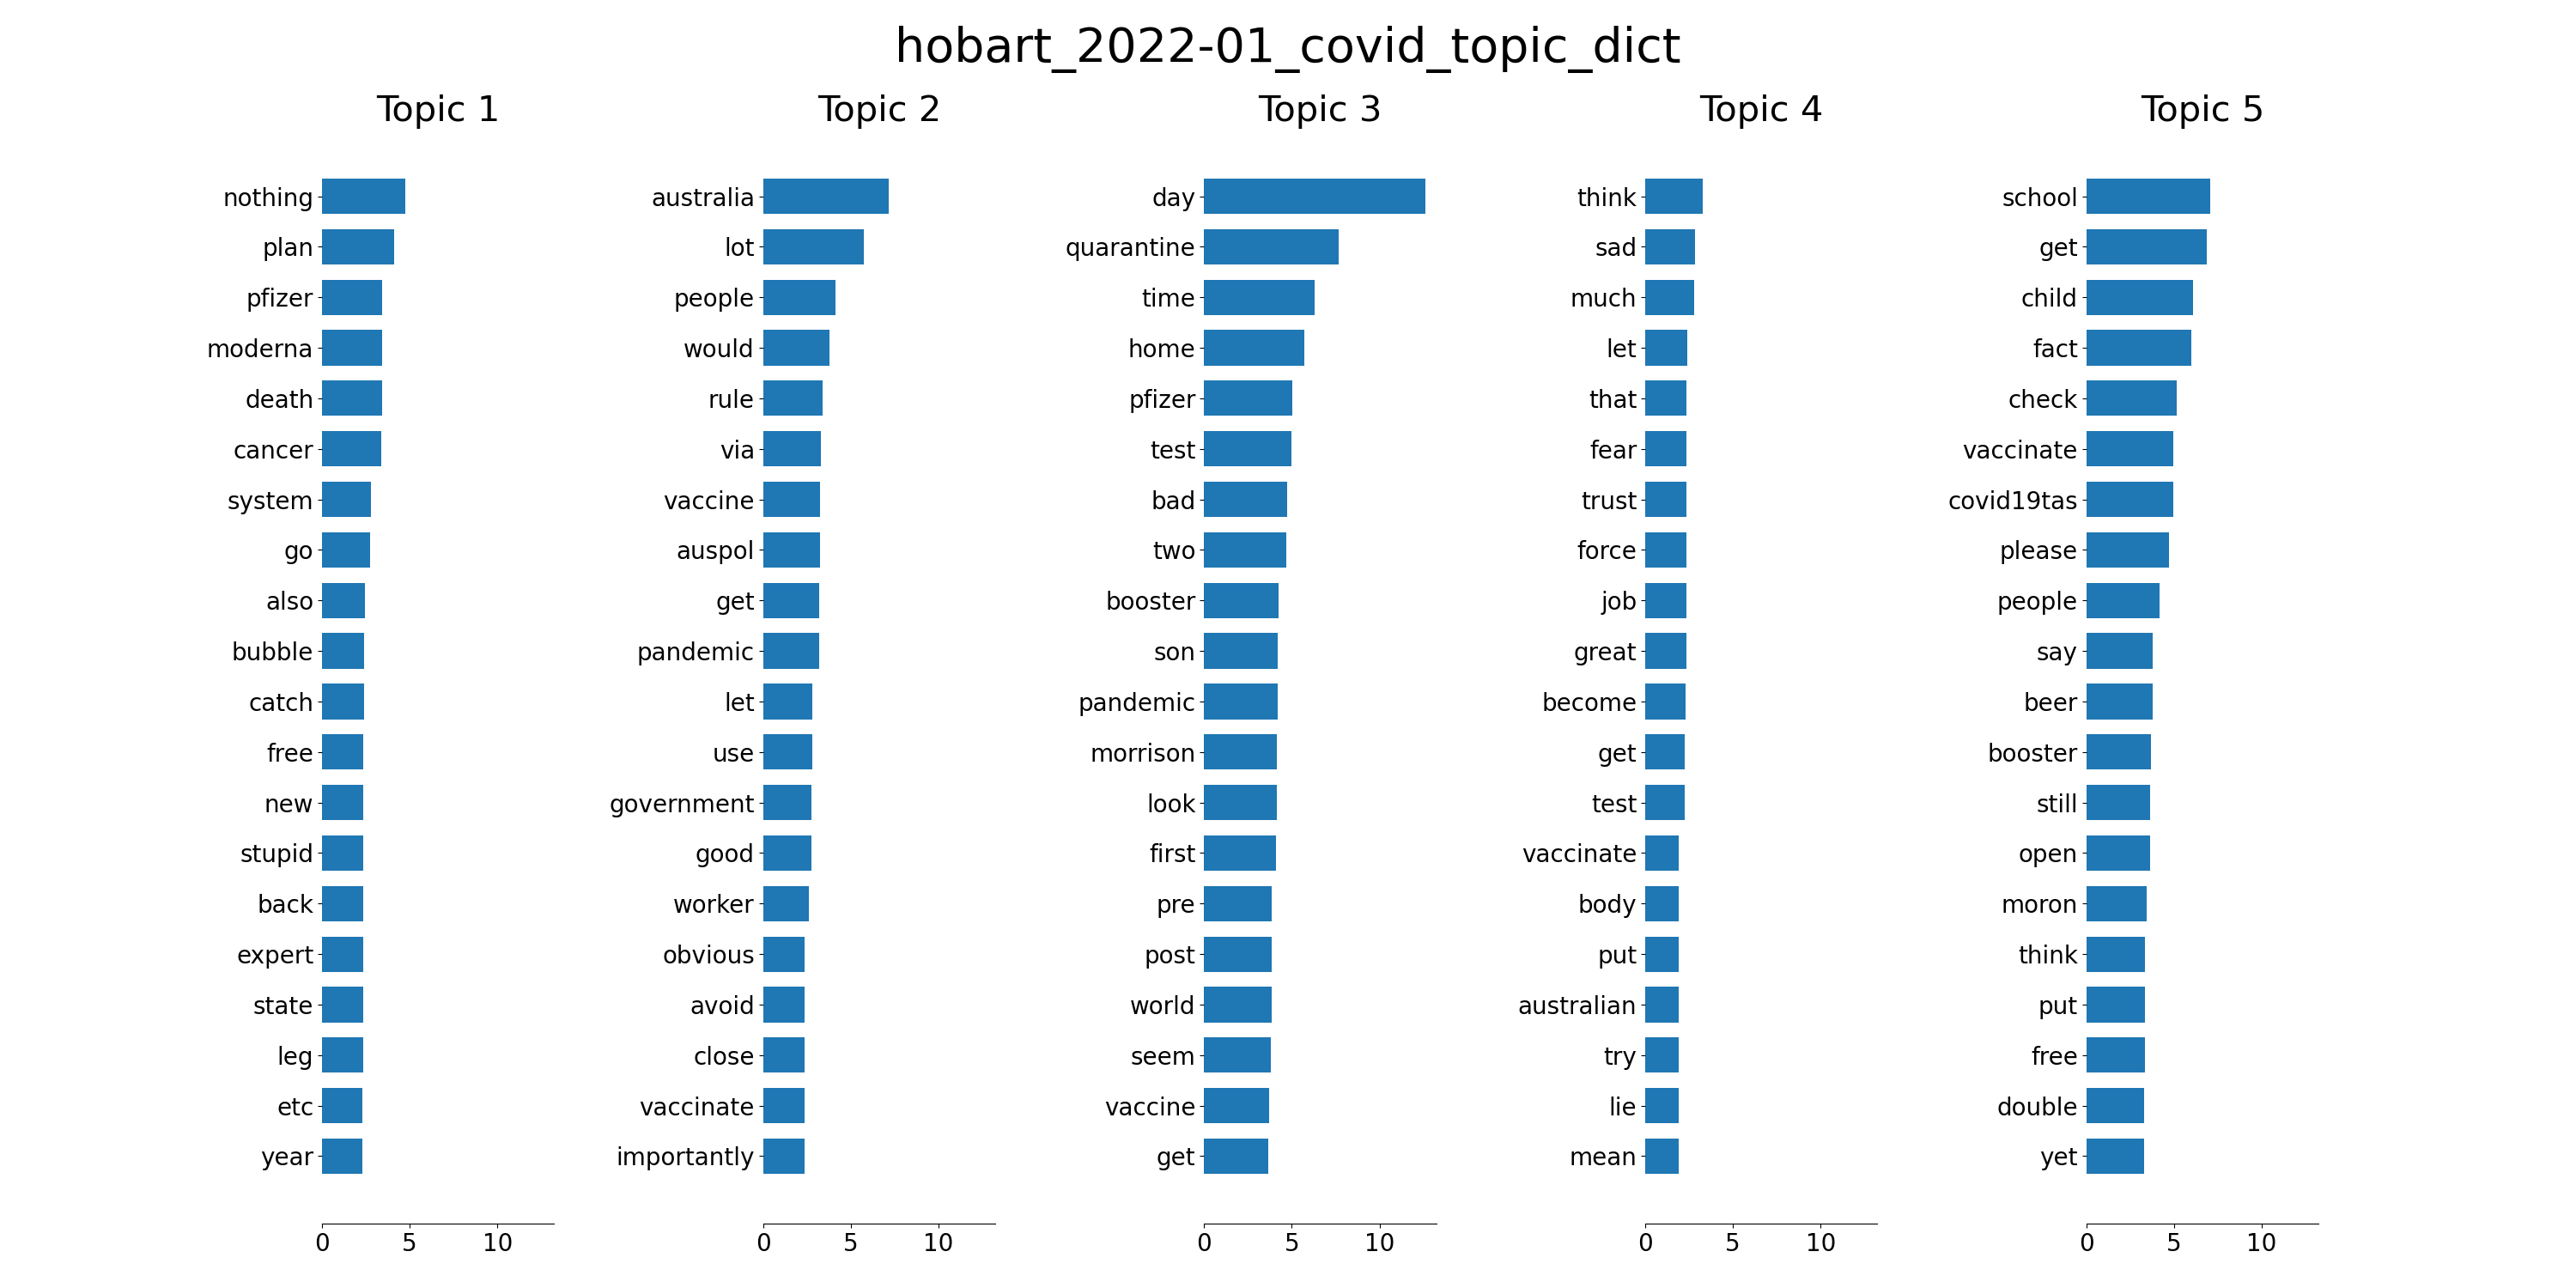 hobart_2022-01_covid_topic_dict
Topic 1
nothing
plan
pfizer
moderna
death
cancer
system
go
also
bubble
catch
free
new
stupid
back
expert
state
leg
etc
year
0 5 10
Topic 2
australia
lot
people
would
rule
via
vaccine
auspol
get
pandemic
let
use
government
good
worker
obvious
avoid
close
vaccinate
importantly
0 5 10
Topic 3
day
quarantine
time
home
pfizer
test
bad
two
booster
son
pandemic
morrison
look
first
pre
post
world
seem
vaccine
get
0 5 10
Topic 4
think
sad
much
let
that
fear
trust
force
job
great
become
get
test
vaccinate
body
put
australian
try
lie
mean
0 5 10
Topic 5
school
get
child
fact
check
vaccinate
covid19tas
please
people
say
beer
booster
still
open
moron
think
put
free
double
yet
0 5 10